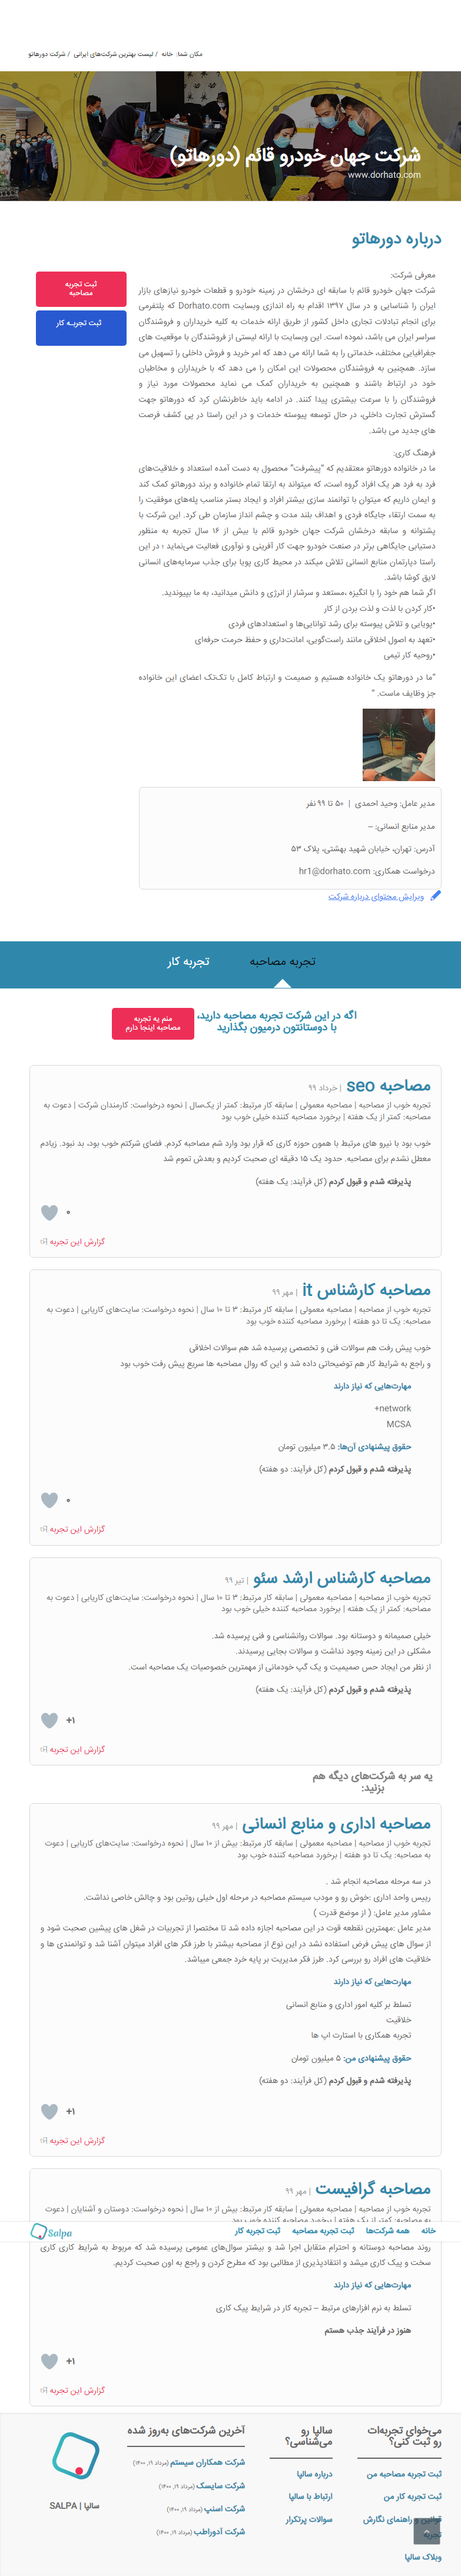 مکان شما: خانه / لیست بهترین شرکت‌های ایرانی / شرکت دورهاتو
شرکت جهان خودرو قائم (دورهاتو)
www.dorhato.com
درباره دورهاتو
ثبت تجربه
مصاحبه
ثبت تجربـه کار
معرفی شرکت:
شرکت جهان خودرو قائم با سابقه ای درخشان در زمینه خودرو و قطعات خودرو نیازهای بازار
ایران را شناسایی و در سال ۱۳۹۷ اقدام به راه اندازی وبسایت Dorhato.com که پلتفرمی
برای انجام تبادلات تجاری داخل کشور از طریق ارائه خدمات به کلیه خریداران و فروشندگان
سراسر ایران می باشد، نموده است. این وبسایت با ارائه لیستی از فروشندگان با موقعیت های
جغرافیایی مختلف، خدماتی را به شما ارائه می دهد که امر خرید و فروش داخلی را تسهیل می
سازد. همچنین به فروشندگان محصولات این امکان را می دهد که با خریداران و مخاطبان
خود در ارتباط باشند و همچنین به خریداران کمک می نماید محصولات مورد نیاز و
فروشندگان را با سرعت بیشتری پیدا کنند. در ادامه باید خاطرنشان کرد که دورهاتو جهت
گسترش تجارت داخلی، در حال توسعه پیوسته خدمات و در این راستا در پی کشف فرصت
های جدید می باشد.
فرهنگ کاری:
ما در خانواده دورهاتو معتقدیم که “پیشرفت” محصول به دست آمده استعداد و خلاقیت‌های
فرد به فرد هر یک افراد گروه است، که میتواند به ارتقا تمام خانواده و برند دورهاتو کمک کند
و ایمان داریم که میتوان با توانمند سازی بیشتر افراد و ایجاد بستر مناسب پله‌های موفقیت را
به سمت ارتقاء جایگاه فردی و اهداف بلند مدت و چشم انداز سازمان طی کرد. این شرکت با
پشتوانه و سابقه درخشان شرکت جهان خودرو قائم با بیش از ۱۶ سال تجربه به منظور
دستیابی جایگاهی برتر در صنعت خودرو جهت کار آفرینی و نوآوری فعالیت می‌نماید ؛ در این
راستا دپارتمان منابع انسانی تلاش میکند در محیط کاری پویا برای جذب سرمایه‌های انسانی
لایق کوشا باشد.
اگر شما هم خود را با انگیزه ،مستعد و سرشار از انرژی و دانش میدانید، به ما بپیوندید.
•کار کردن با لذت و لذت بردن از کار
•پویایی و تلاش پیوسته برای رشد توانایی‌ها و استعدادهای فردی
•تعهد به اصول اخلاقی مانند راست‌گویی، امانت‌داری و حفظ حرمت حرفه‌ای
•روحیه کار تیمی
“ما در دورهاتو یک خانواده هستیم و صمیمت و ارتباط کامل با تک‌تک اعضای این خانواده
جز وظایف ماست. ”
مدیر عامل: وحید احمدی | ۵۰ تا ۹۹ نفر
مدیر منابع انسانی: –
آدرس: تهران، خیابان شهید بهشتی، پلاک ۵۳
درخواست همکاری: hr1@dorhato.com
ویرایش محتوای درباره شرکت
تجربه مصاحبه
تجربه کار
اگه در این شرکت تجربه مصاحبه دارید،
با دوستانتون درمیون بگذارید
منم یه تجربه
مصاحبه اینجا دارم
مصاحبه seo | خرداد ۹۹
تجربه خوب از مصاحبه | مصاحبه معمولی | سابقه کار مرتبط: کمتر از یک‌سال | نحوه درخواست: کارمندان شرکت | دعوت به
مصاحبه: کمتر از یک هفته | برخورد مصاحبه کننده خیلی خوب بود
خوب بود با نیرو های مرتبط با همون حوزه کاری که قرار بود وارد شم مصاحبه کردم. فضای شرکتم خوب بود، بد نبود. زیادم
معطل نشدم برای مصاحبه. حدود یک ۱۵ دقیقه ای صحبت کردیم و بعدش تموم شد
پذیرفته شدم و قبول کردم (کل فرآیند: یک هفته)
۰
گزارش این تجربه
مصاحبه کارشناس it | مهر ۹۹
تجربه خوب از مصاحبه | مصاحبه معمولی | سابقه کار مرتبط: ۳ تا ۱۰ سال | نحوه درخواست: سایت‌های کاریابی | دعوت به
مصاحبه: یک تا دو هفته | برخورد مصاحبه کننده خوب بود
خوب پیش رفت هم سوالات فنی و تخصصی پرسیده شد هم سوالات اخلاقی
و راجع به شرایط کار هم توضیحاتی داده شد و این که روال مصاحبه ها سریع پیش رفت خوب بود
مهارت‌هایی که نیاز دارند
network+
MCSA
حقوق پیشنهادی آن‌ها: ۳.۵ میلیون تومان
پذیرفته شدم و قبول کردم (کل فرآیند: دو هفته)
۰
گزارش این تجربه
مصاحبه کارشناس ارشد سئو | تیر ۹۹
تجربه خوب از مصاحبه | مصاحبه معمولی | سابقه کار مرتبط: ۳ تا ۱۰ سال | نحوه درخواست: سایت‌های کاریابی | دعوت به
مصاحبه: کمتر از یک هفته | برخورد مصاحبه کننده خیلی خوب بود
خیلی صمیمانه و دوستانه بود. سوالات روانشناسی و فنی پرسیده شد.
مشکلی در این زمینه وجود نداشت و سوالات بجایی پرسیدند.
از نظر من ایجاد حس صمیمیت و یک گپ خودمانی از مهمترین خصوصیات یک مصاحبه است.
پذیرفته شدم و قبول کردم (کل فرآیند: یک هفته)
+۱
گزارش این تجربه
یه سر به شرکت‌های دیگه هم
بزنید:
مصاحبه اداری و منابع انسانی | مهر ۹۹
تجربه خوب از مصاحبه | مصاحبه معمولی | سابقه کار مرتبط: بیش از ۱۰ سال | نحوه درخواست: سایت‌های کاریابی | دعوت
به مصاحبه: یک تا دو هفته | برخورد مصاحبه کننده خوب بود
در سه مرحله مصاحبه انجام شد .
رییس واحد اداری :خوش رو و مودب سیستم مصاحبه در مرحله اول خیلی روتین بود و چالش خاصی نداشت.
مشاور مدیر عامل: ( از موضع قدرت )
مدیر عامل :مهمترین نقطعه قوت در این مصاحبه اجازه داده شد تا مختصرا از تجربیات در شغل های پیشین صحبت شود و
از سوال های پیش فرض استفاده نشد در این نوع از مصاحبه بیشتر با طرز فکر های افراد میتوان آشنا شد و توانمندی ها و
خلاقیت های افراد رو بررسی کرد. طرز فکر مدیریت بر پایه خرد جمعی میباشد.
مهارت‌هایی که نیاز دارند
تسلط بر کلیه امور اداری و منابع انسانی
خلاقیت
تجربه همکاری با استارت اپ ها
حقوق پیشنهادی من: ۵ میلیون تومان
پذیرفته شدم و قبول کردم (کل فرآیند: دو هفته)
+۱
گزارش این تجربه
مصاحبه گرافیست | مهر ۹۹
تجربه خوب از مصاحبه | مصاحبه معمولی | سابقه کار مرتبط: بیش از ۱۰ سال | نحوه درخواست: دوستان و آشنایان | دعوت
به مصاحبه: کمتر از یک هفته | برخورد مصاحبه کننده خوب بود
خانه همه شرکت‌ها ثبت تجربه مصاحبه ثبت تجربه کار
Salpa
روند مصاحبه دوستانه و احترام متقابل اجرا شد و بیشتر سوال‌های عمومی پرسیده شد که مربوط به شرایط کاری کاری
سخت و پیک کاری میشد و انتقادپذیری از مطالبی بود که مطرح کردن و راجع به اون صحبت کردیم.
مهارت‌هایی که نیاز دارند
تسلط به نرم افزارهای مرتبط – تجربه کار در شرایط پیک کاری
هنوز در فرآیند جذب هستم
+۱
گزارش این تجربه
می‌خوای تجربه‌ات
رو ثبت کنی؟
ثبت تجربه مصاحبه من
ثبت تجربه کار من
قوانین و راهنمای نگارش
تجربه
وبلاگ سالپا
سالپا رو
می‌شناسی؟
درباره سالپا
ارتباط با سالپا
سوالات پرتکرار
آخرین شرکت‌های به‌روز شده
شرکت همکاران سیستم (مرداد ۱۹, ۱۴۰۰)
شرکت سایسک (مرداد ۱۹, ۱۴۰۰)
شرکت اسنپ (مرداد ۱۹, ۱۴۰۰)
شرکت آدوراطب (مرداد ۱۹, ۱۴۰۰)
سالپا | SALPA